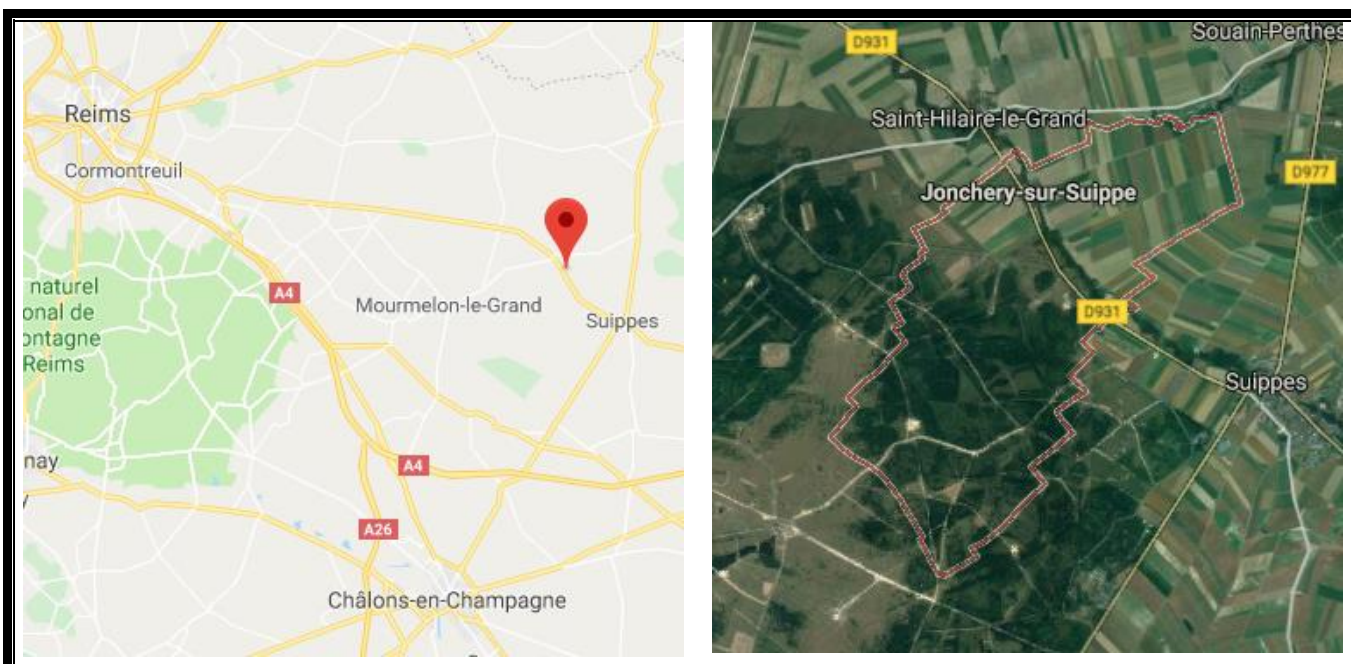 Reims
Cormontreuil
naturel
onal de
ontagne
Reims
A4
Mourmelon-le-Grand
Suippes
nay
A4
A26
Châlons-en-Champagne
D931
Souain-Perthes
Saint-Hilaire-le-Grand
D977
Jonchery-sur-Suippe
D931
Suippes